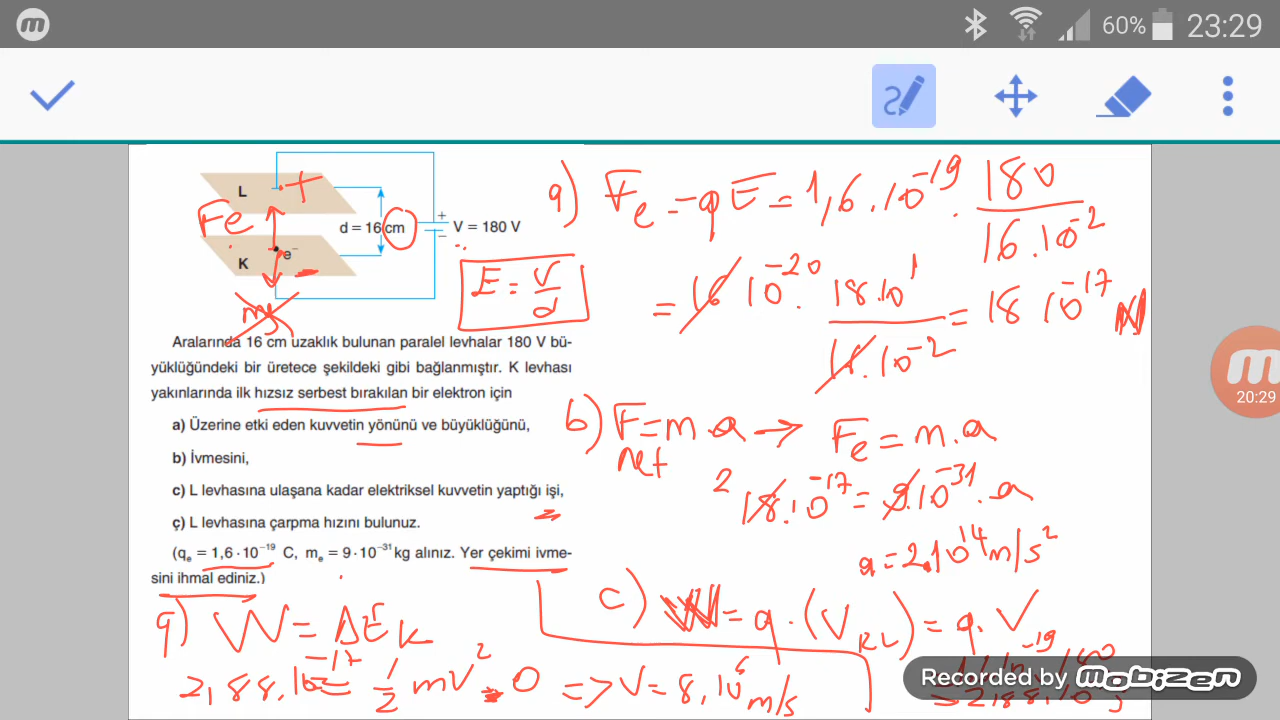 60% 23:29
L +
Fe
d = 16 cm
+
−
V = 180 V
K e⁻ −
mg
E = V/d
Aralarında 16 cm uzaklık bulunan paralel levhalar 180 V bü-
yüklüğündeki bir üretece şekildeki gibi bağlanmıştır. K levhası
yakınlarında ilk hızsız serbest bırakılan bir elektron için
a) Üzerine etki eden kuvvetin yönünü ve büyüklüğünü,
b) İvmesini,
c) L levhasına ulaşana kadar elektriksel kuvvetin yaptığı işi,
ç) L levhasına çarpma hızını bulunuz.
(qe = 1,6·10⁻¹⁹ C, me = 9·10⁻³¹ kg alınız. Yer çekimi ivme-
sini ihmal ediniz.)
a) Fe = qE = 1,6.10⁻¹⁹ . 180/16.10⁻²
= 16 10⁻²⁰ . 18.10¹/16.10⁻² = 18 10⁻¹⁷ N
b) Fnet = m.a → Fe = m.a
2 18.10⁻¹⁷ = 9.10⁻³¹.a
a = 2.10¹⁴ m/s²
c) W = q.(VKL) = q.V
ç) W = ΔEK
2,88.10⁻¹⁷ = 1/2 mV² - 0 => V = 8.10⁶ m/s
RECORDED BY
MOBIZEN
20:29